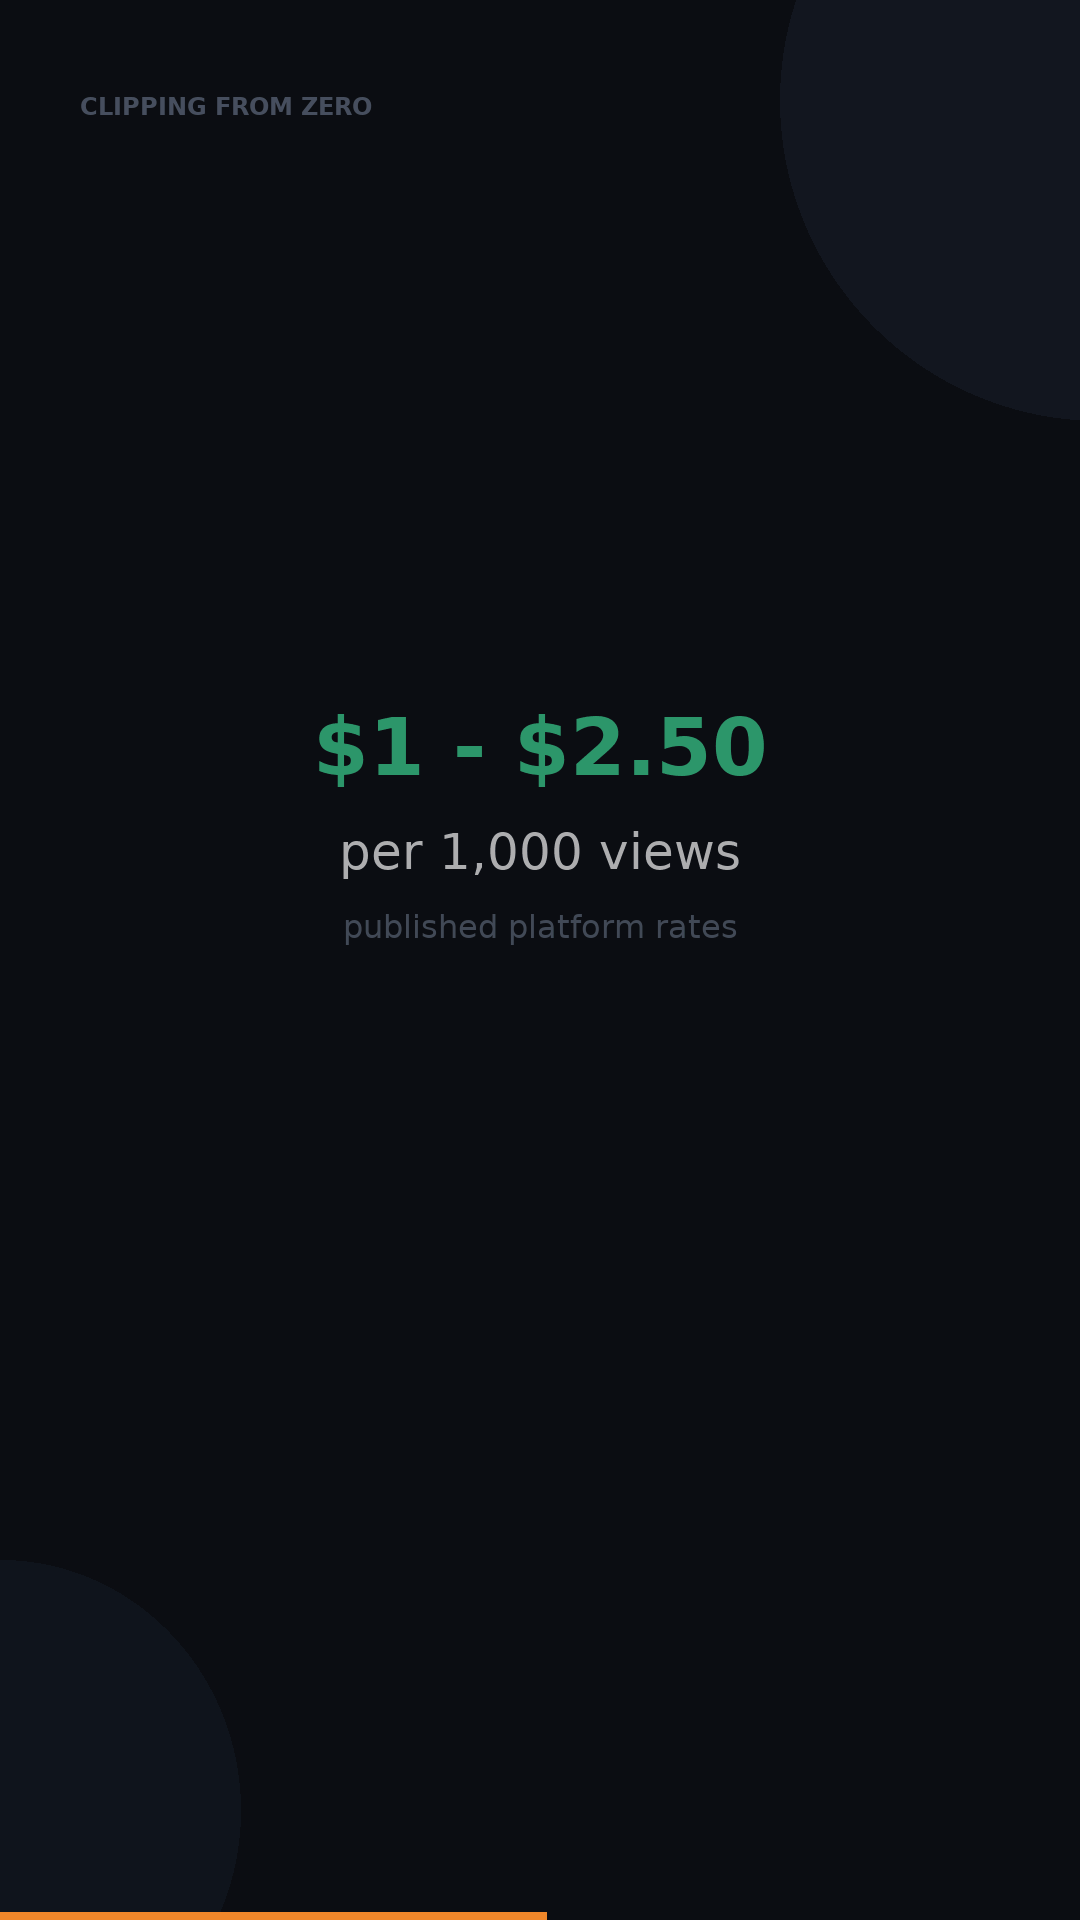 CLIPPING FROM ZERO
$1 - $2.50
per 1,000 views
published platform rates